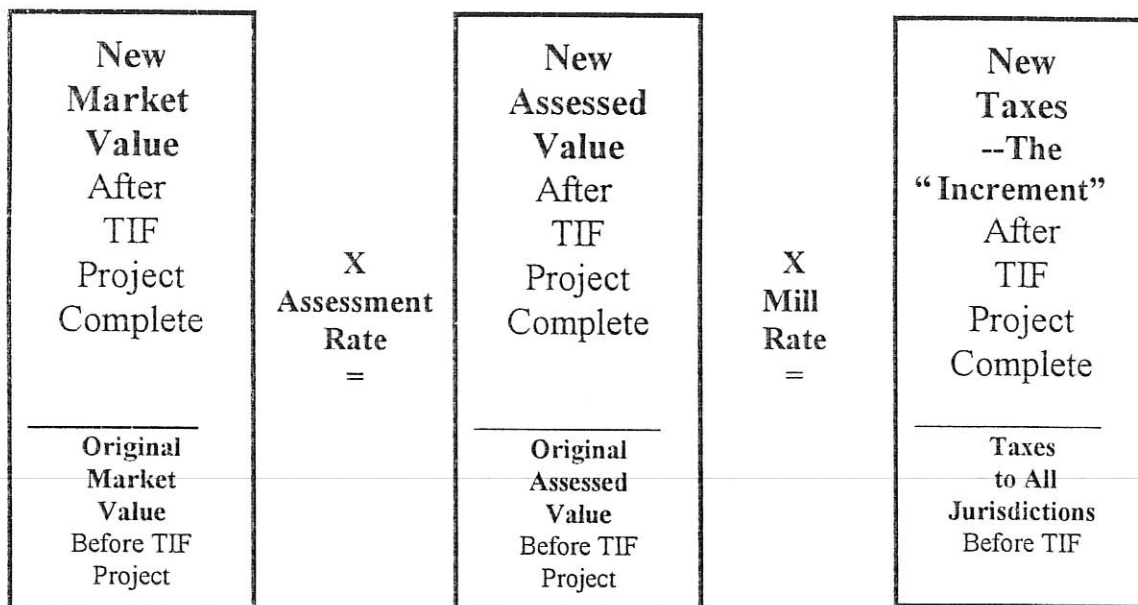 New
Market
Value
After
TIF
Project
Complete
Original
Market
Value
Before TIF
Project
X
Assessment
Rate
=
New
Assessed
Value
After
TIF
Project
Complete
Original
Assessed
Value
Before TIF
Project
X
Mill
Rate
=
New
Taxes
--The
“Increment”
After
TIF
Project
Complete
Taxes
to All
Jurisdictions
Before TIF